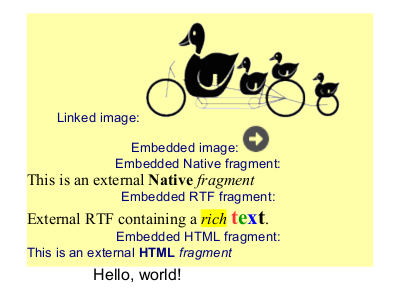 Linked image:
Embedded image:
Embedded Native fragment:
This is an external Native fragment
Embedded RTF fragment:
External RTF containing a rich text.
Embedded HTML fragment:
This is an external HTML fragment
Hello, world!